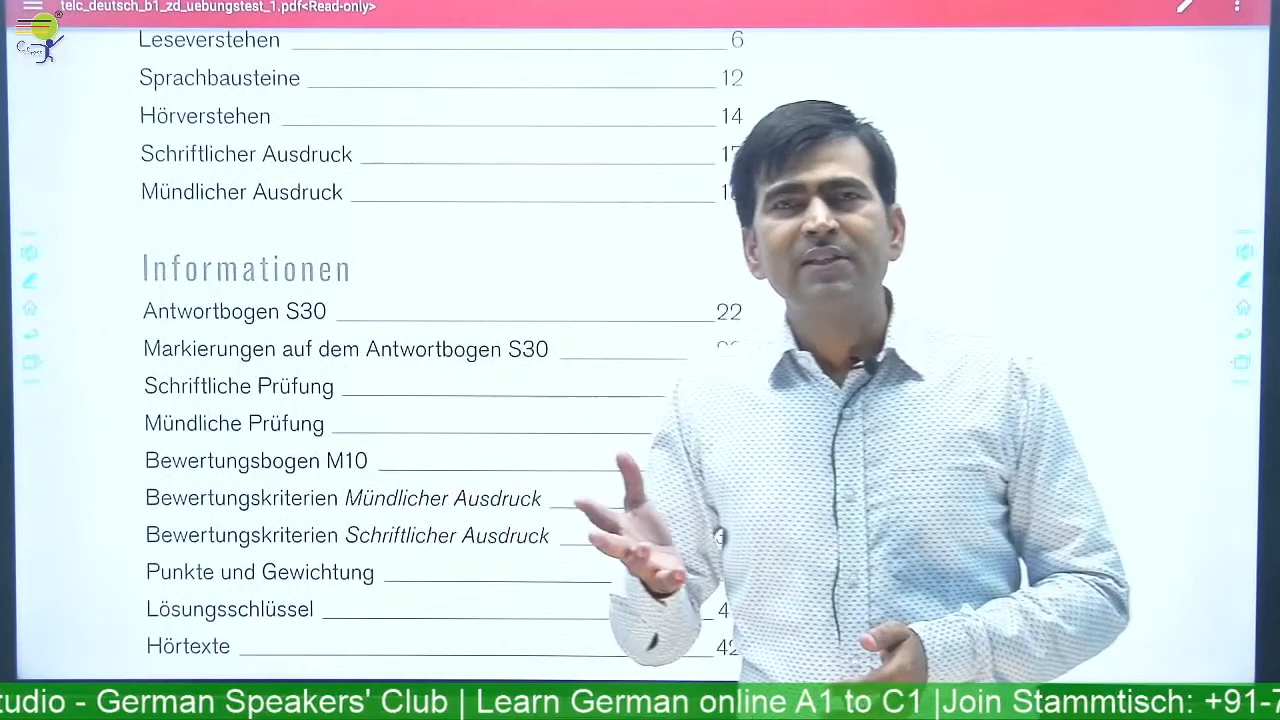 telc_deutsch_b1_zd_uebungstest_1.pdf<Read-only>
Leseverstehen 6
Sprachbausteine 12
Hörverstehen 14
Schriftlicher Ausdruck
Mündlicher Ausdruck
Informationen
Antwortbogen S30 22
Markierungen auf dem Antwortbogen S30
Schriftliche Prüfung
Mündliche Prüfung
Bewertungsbogen M10
Bewertungskriterien Mündlicher Ausdruck
Bewertungskriterien Schriftlicher Ausdruck
Punkte und Gewichtung
Lösungsschlüssel
Hörtexte 42
tudio - German Speakers' Club | Learn German online A1 to C1 |Join Stammtisch: +91-7